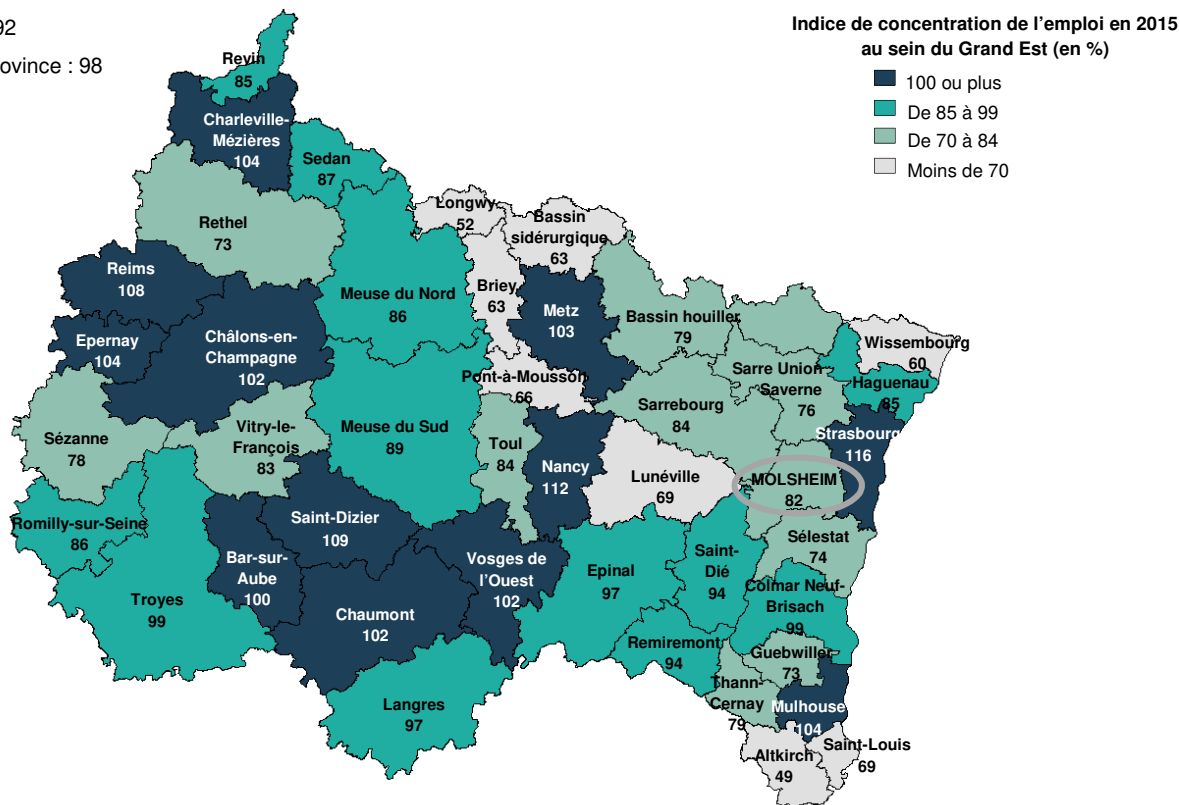 92
ovince : 98
Indice de concentration de l'emploi en 2015
au sein du Grand Est (en %)
100 ou plus
De 85 à 99
De 70 à 84
Moins de 70
Revin
85
Charleville-
Mézières
104
Sedan
87
Rethel
73
Longwy
52
Bassin
sidérurgique
63
Reims
108
Meuse du Nord
86
Briey
63
Metz
103
Bassin houiller
79
Epernay
104
Châlons-en-
Champagne
102
Wissembourg
60
Pont-à-Mousson
66
Sarre Union
Saverne
76
Haguenau
85
Sarrebourg
84
Sézanne
78
Vitry-le-
François
83
Meuse du Sud
89
Toul
84
Nancy
112
Strasbourg
116
Lunéville
69
MOLSHEIM
82
Romilly-sur-Seine
86
Saint-Dizier
109
Sélestat
74
Bar-sur-
Aube
100
Vosges de
l'Ouest
102
Epinal
97
Saint-
Dié
94
Colmar Neuf-
Brisach
99
Troyes
99
Chaumont
102
Remiremont
94
Guebwiller
73
Thann-
Cernay
79
Mulhouse
104
Langres
97
Altkirch
49
Saint-Louis
69